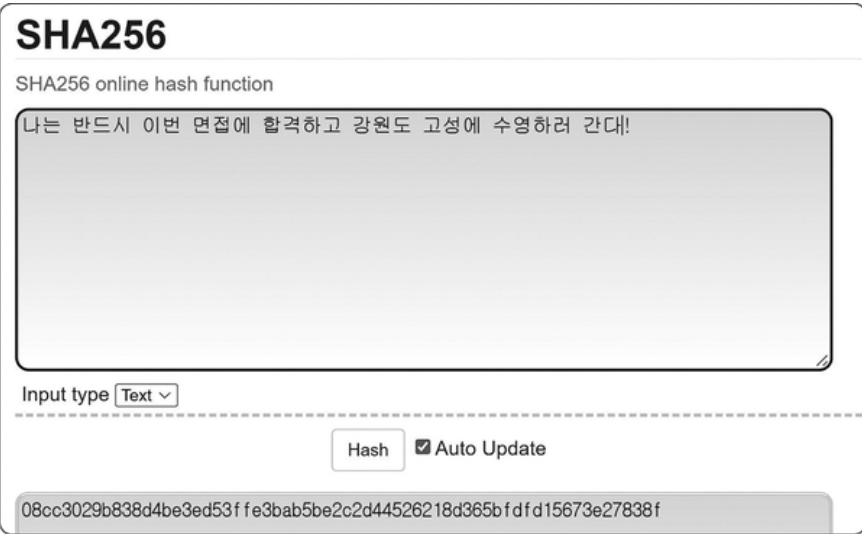 SHA256
SHA256 online hash function
나는 반드시 이번 면접에 합격하고 강원도 고성에 수영하러 간대!
Input type Text
Hash Auto Update
08cc3029b838d4be3ed53ffe3bab5be2c2d44526218d365bfdfd15673e27838f